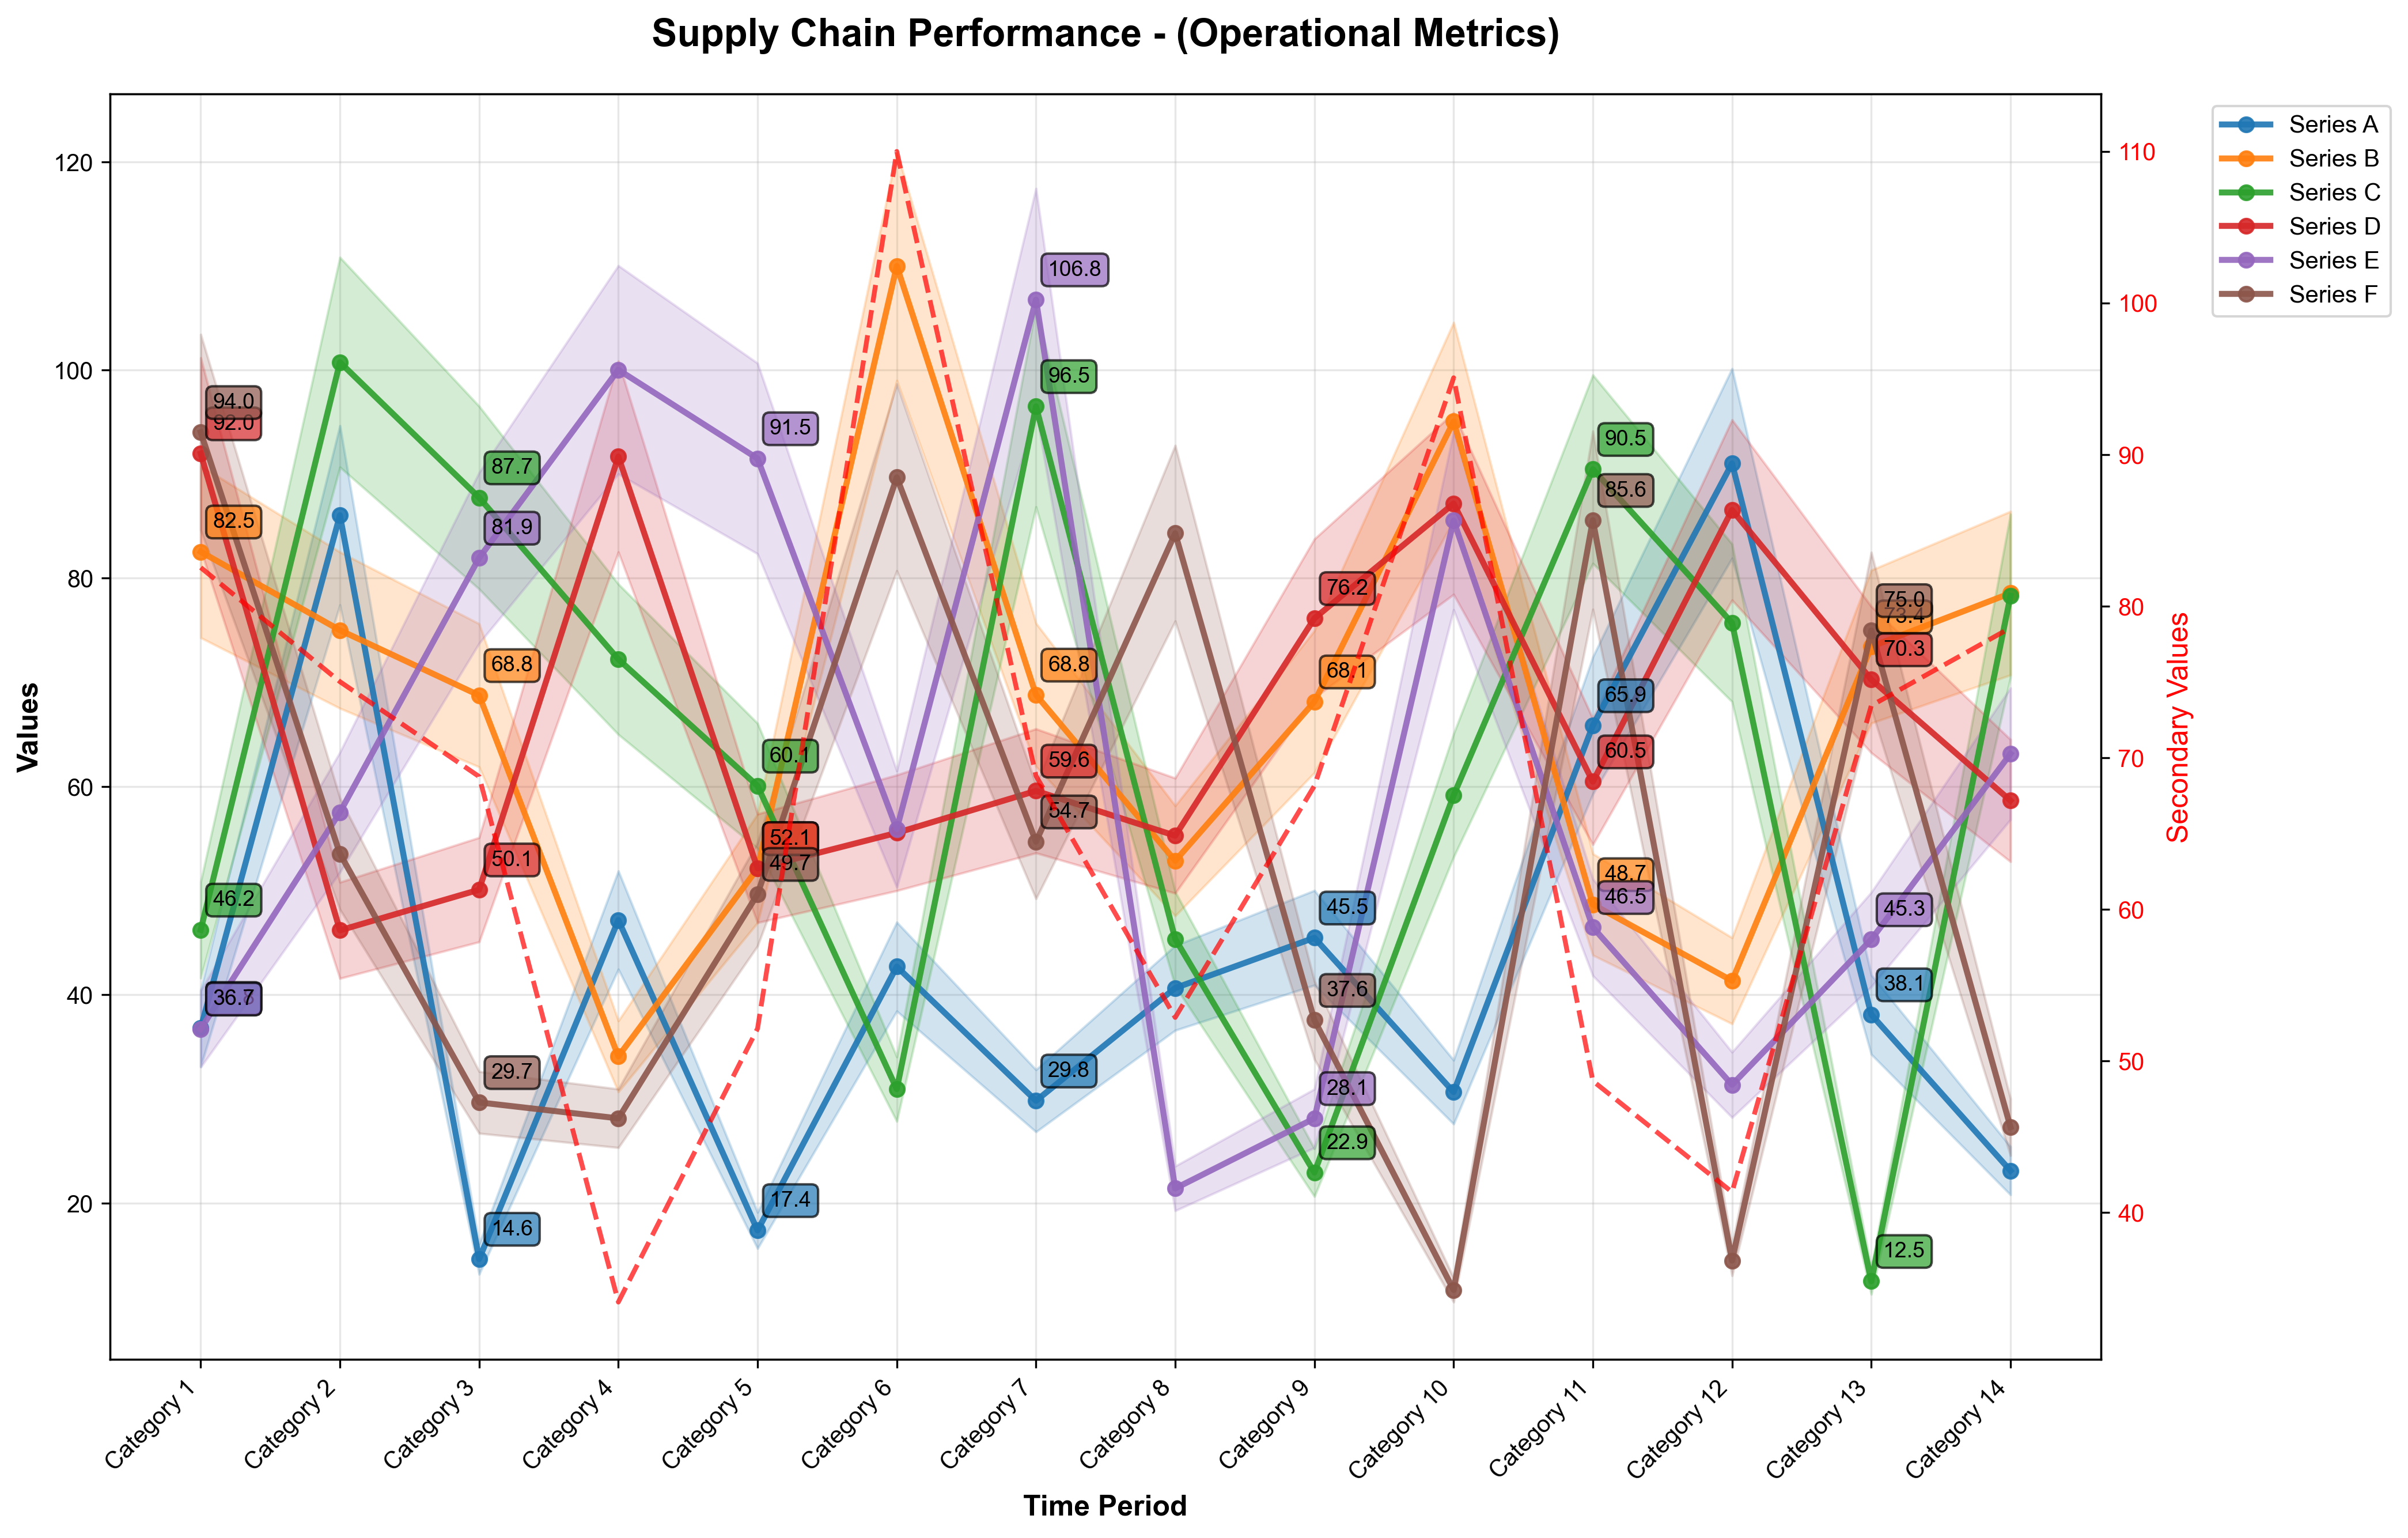 Supply Chain Performance - (Operational Metrics)
Values
120
100
80
60
40
20
94.0
92.0
82.5
46.2
36.7
87.7
81.9
68.8
50.1
29.7
14.6
91.5
60.1
52.1
49.7
17.4
106.8
96.5
68.8
59.6
54.7
29.8
76.2
68.1
45.5
37.6
28.1
22.9
90.5
85.6
65.9
60.5
48.7
46.5
75.0
73.4
70.3
45.3
38.1
12.5
110
100
90
80
70
60
50
40
Secondary Values
Series A
Series B
Series C
Series D
Series E
Series F
Category 1
Category 2
Category 3
Category 4
Category 5
Category 6
Category 7
Category 8
Category 9
Category 10
Category 11
Category 12
Category 13
Category 14
Time Period